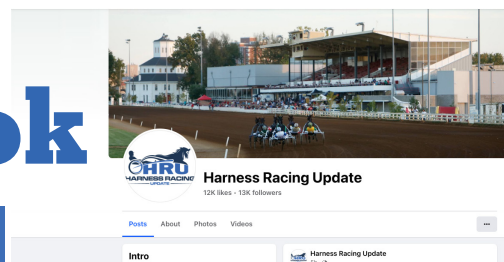 ok
HRU
HARNESS RACING
UPDATE
Harness Racing Update
12K likes • 13K followers
Posts About Photos Videos
Intro
Harness Racing Update